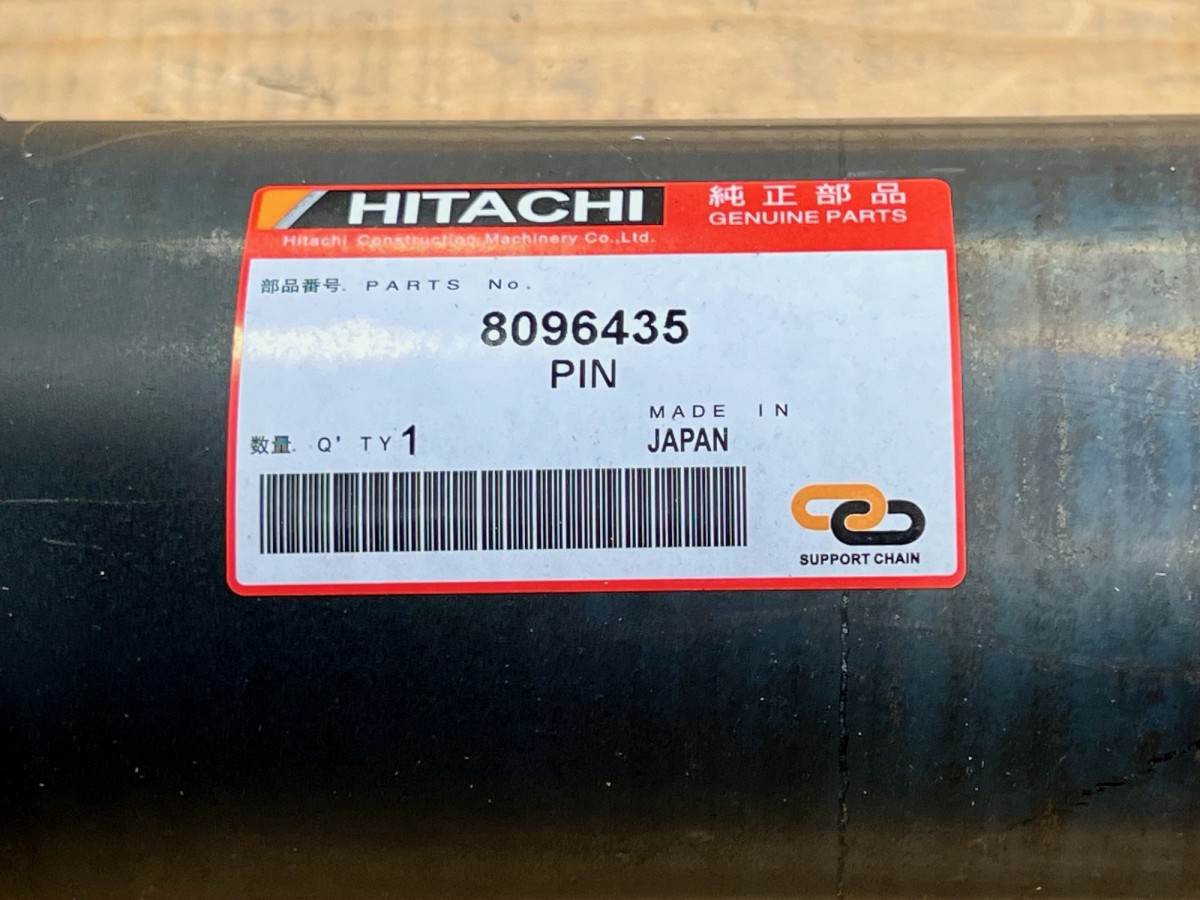 HITACHI
純正部品
GENUINE PARTS
Hitachi Construction Machinery Co.,Ltd.
部品番号. PARTS No.
8096435
PIN
MADE IN
JAPAN
数量. Q'TY 1
SUPPORT CHAIN